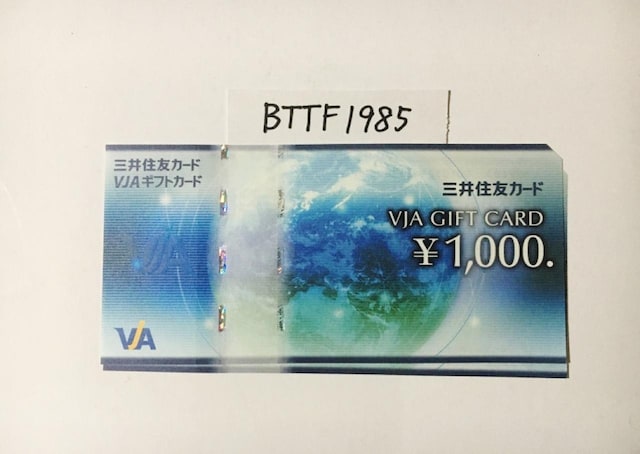 BTTF1985
三井住友カード
VJAギフトカード
三井住友カード
VJA GIFT CARD
¥1,000.
VJA
VJA